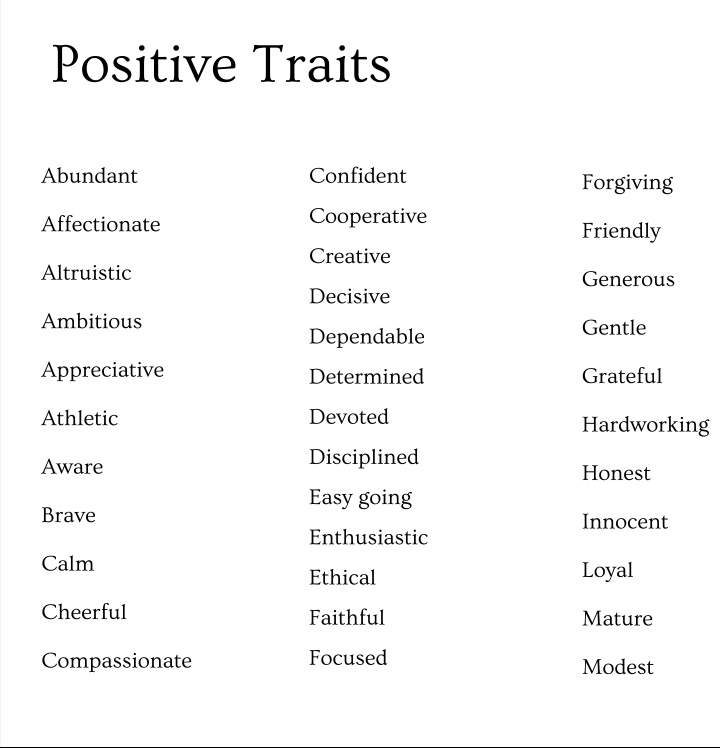 Positive Traits
Abundant
Affectionate
Altruistic
Ambitious
Appreciative
Athletic
Aware
Brave
Calm
Cheerful
Compassionate
Confident
Cooperative
Creative
Decisive
Dependable
Determined
Devoted
Disciplined
Easy going
Enthusiastic
Ethical
Faithful
Focused
Forgiving
Friendly
Generous
Gentle
Grateful
Hardworking
Honest
Innocent
Loyal
Mature
Modest